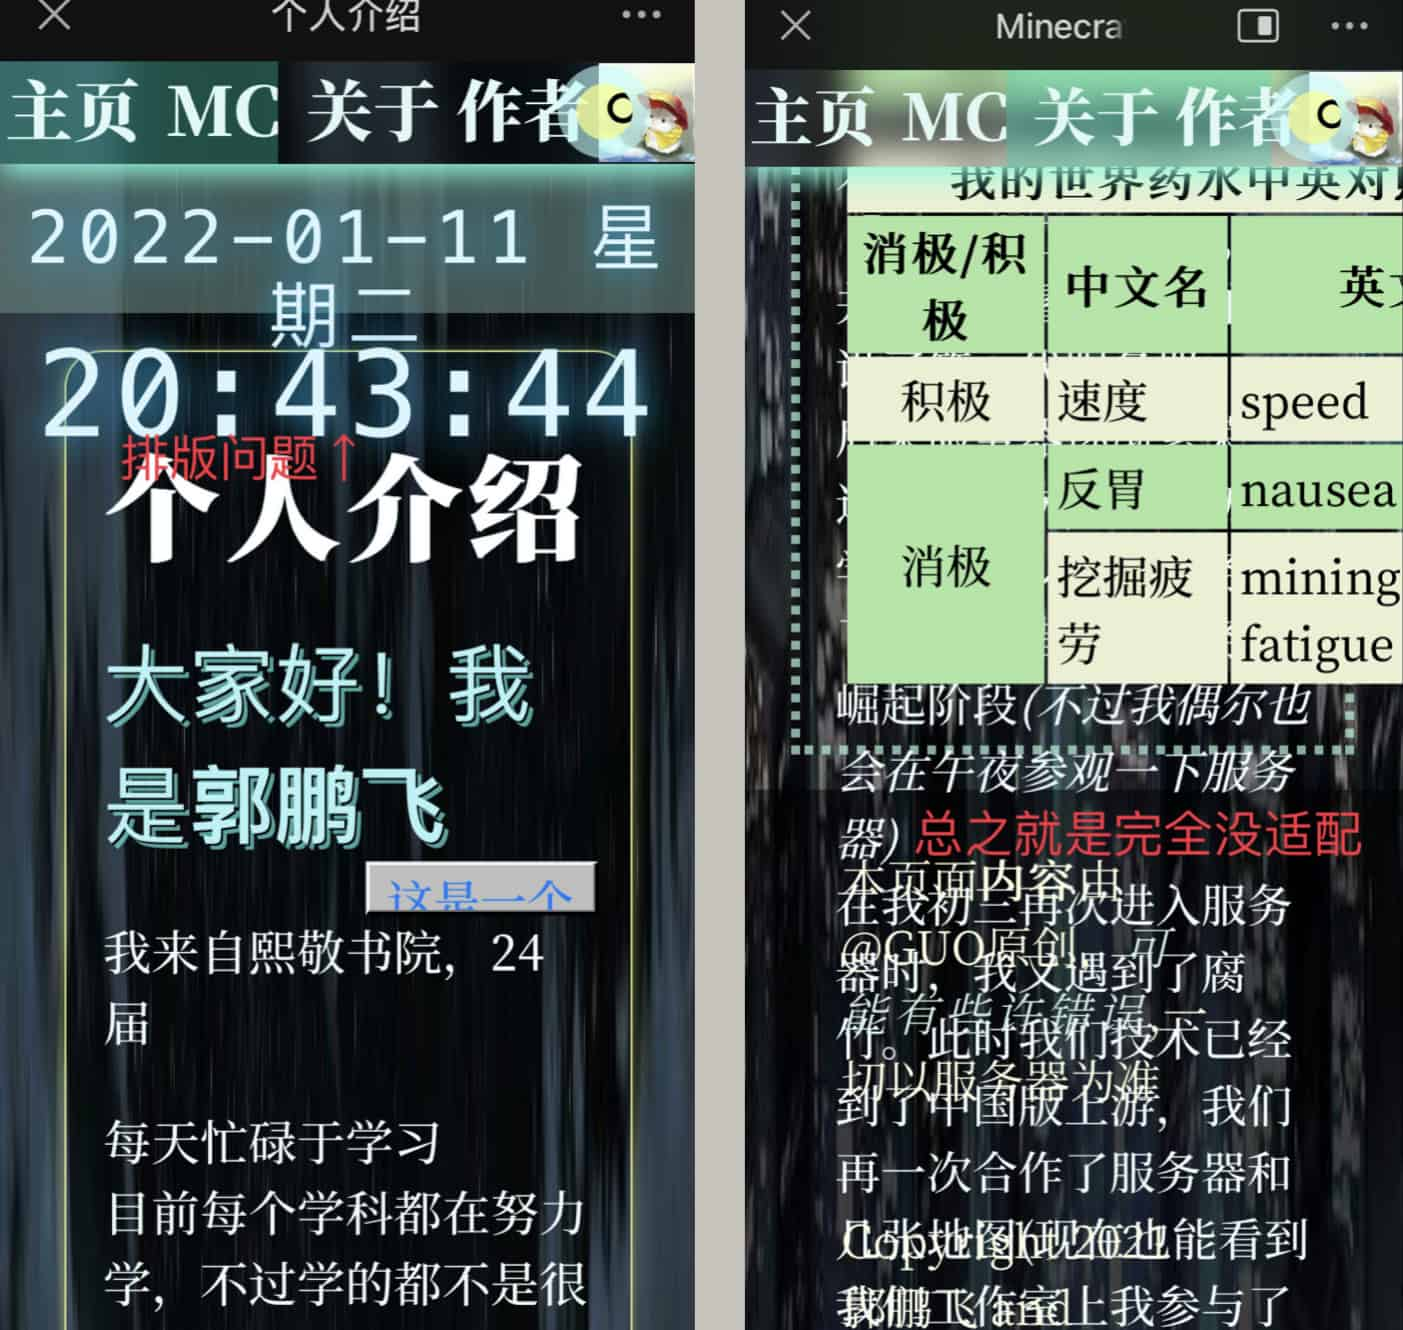 个人介绍
主页 MC 关于 作者
2022-01-11 星
期二
20:43:44
排版问题↑
个人介绍
大家好！我
是郭鹏飞
这是一个
我来自熙敬书院，24
届
每天忙碌于学习
目前每个学科都在努力
学，不过学的都不是很
Minecra
主页 MC 关于 作者
我的世界药水中英对
消极/积
极
中文名
英文
积极
速度
speed
消极
反胃
nausea
挖掘疲
劳
mining
fatigue
崛起阶段(不过我偶尔也
会在午夜参观一下服务
器)
总之就是完全没适配
本页面内容由
在我初三再次进入服务
@GUO原创，可
器时，我又遇到了腐
能有些许错误,一
竹。此时我们技术已经
切以服务器为准
到了中国版上游，我们
再一次合作了服务器和
几张地图(现在也能看到
Copyright 2021
郭鹏飞 and
上我参与了